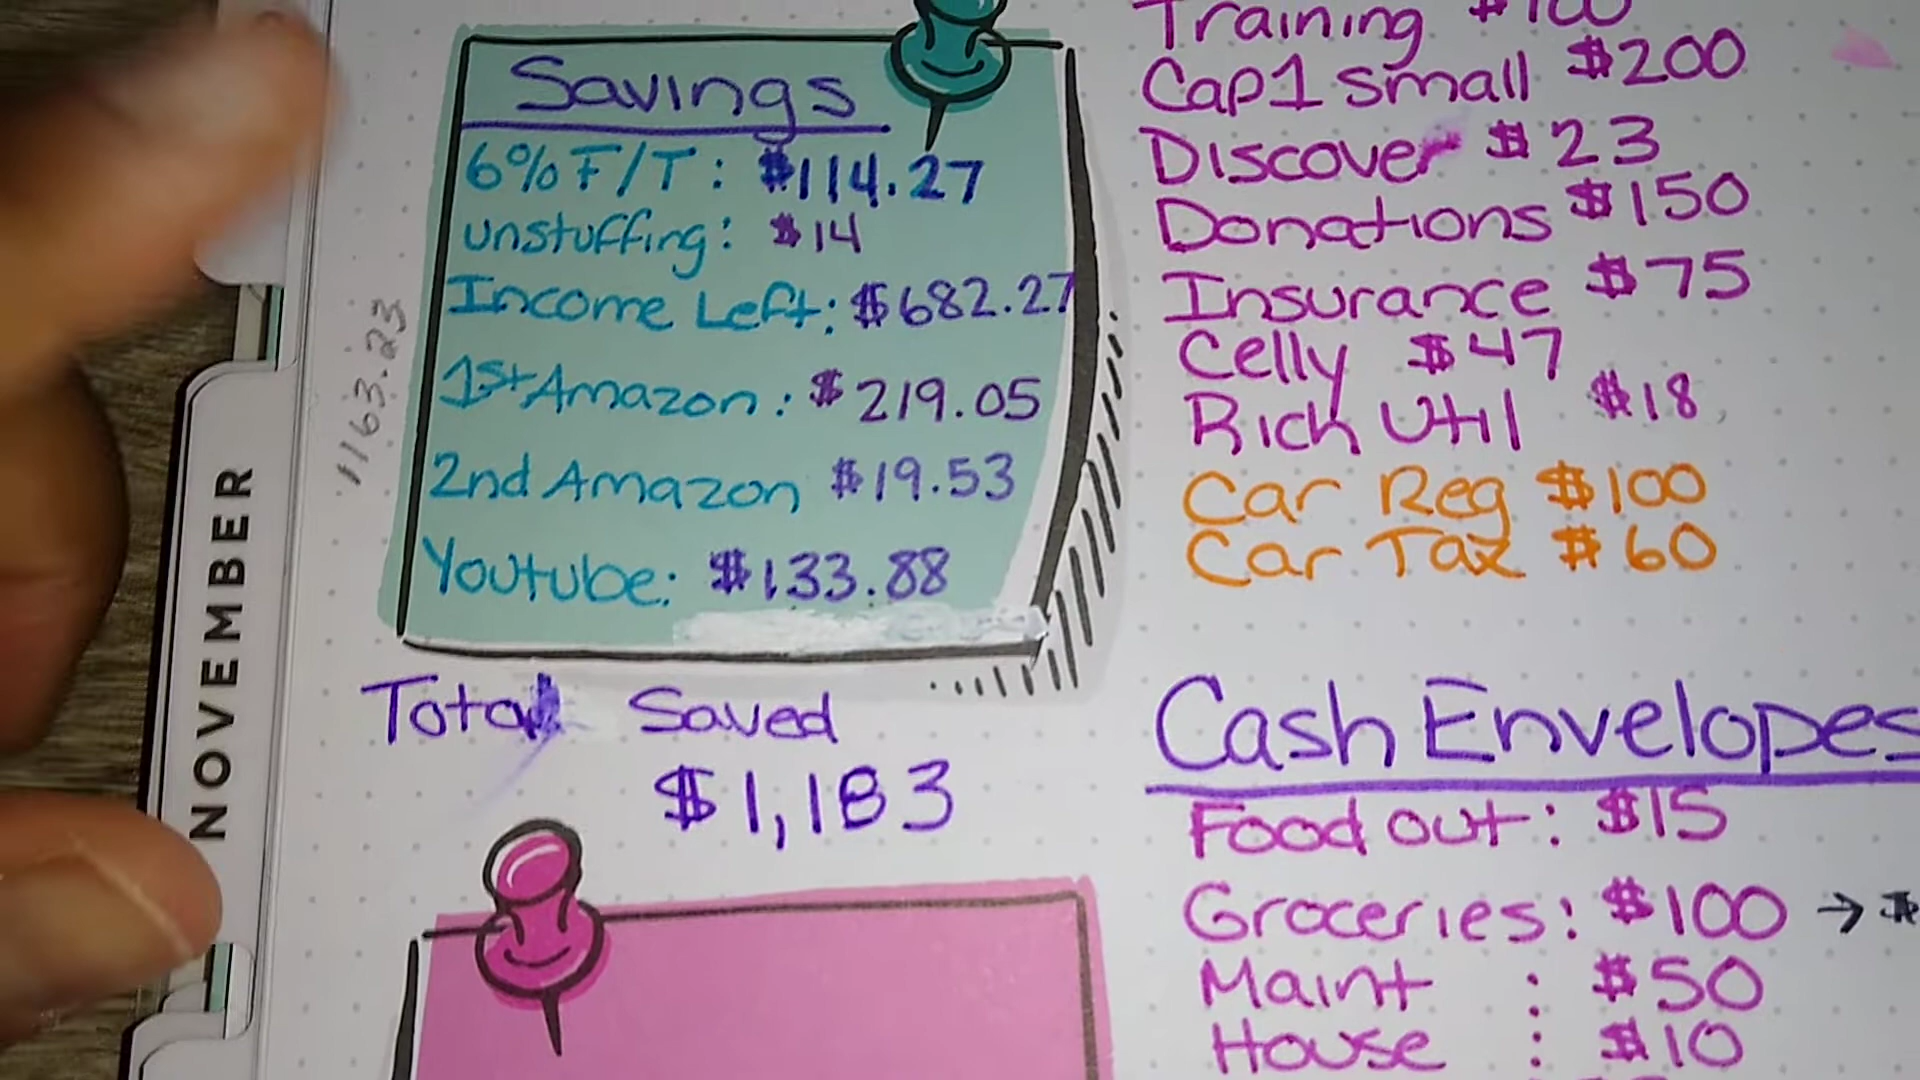 Savings
6% F/T: $114.27
unstuffing: $14
Income Left: $682.27
1st Amazon: $219.05
2nd Amazon $19.53
Youtube: $133.88
Total Saved
$1,183
1163.23
NOVEMBER
Training $100
Cap1 small $200
Discover $23
Donations $150
Insurance $75
Celly $47
Rich Util $18
Car Reg $100
Car Tax $60
Cash Envelopes
Food out: $15
Groceries: $100 →
Maint : $50
House : $10